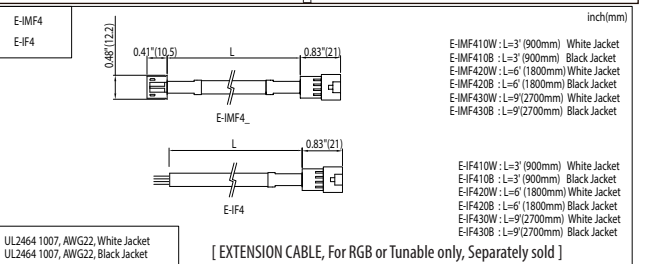 E-IMF4
E-IF4
inch(mm)
0.48"(12.2)
0.41"(10.5)
L
0.83"(21)
E-IMF4_
E-IMF410W : L=3' (900mm) White Jacket
E-IMF410B : L=3' (900mm) Black Jacket
E-IMF420W : L=6' (1800mm) White Jacket
E-IMF420B : L=6' (1800mm) Black Jacket
E-IMF430W : L=9'(2700mm) White Jacket
E-IMF430B : L=9'(2700mm) Black Jacket
L
0.83"(21)
E-IF4
E-IF410W : L=3' (900mm) White Jacket
E-IF410B : L=3' (900mm) Black Jacket
E-IF420W : L=6' (1800mm) White Jacket
E-IF420B : L=6' (1800mm) Black Jacket
E-IF430W : L=9'(2700mm) White Jacket
E-IF430B : L=9'(2700mm) Black Jacket
UL2464 1007, AWG22, White Jacket
UL2464 1007, AWG22, Black Jacket
[ EXTENSION CABLE, For RGB or Tunable only, Separately sold ]